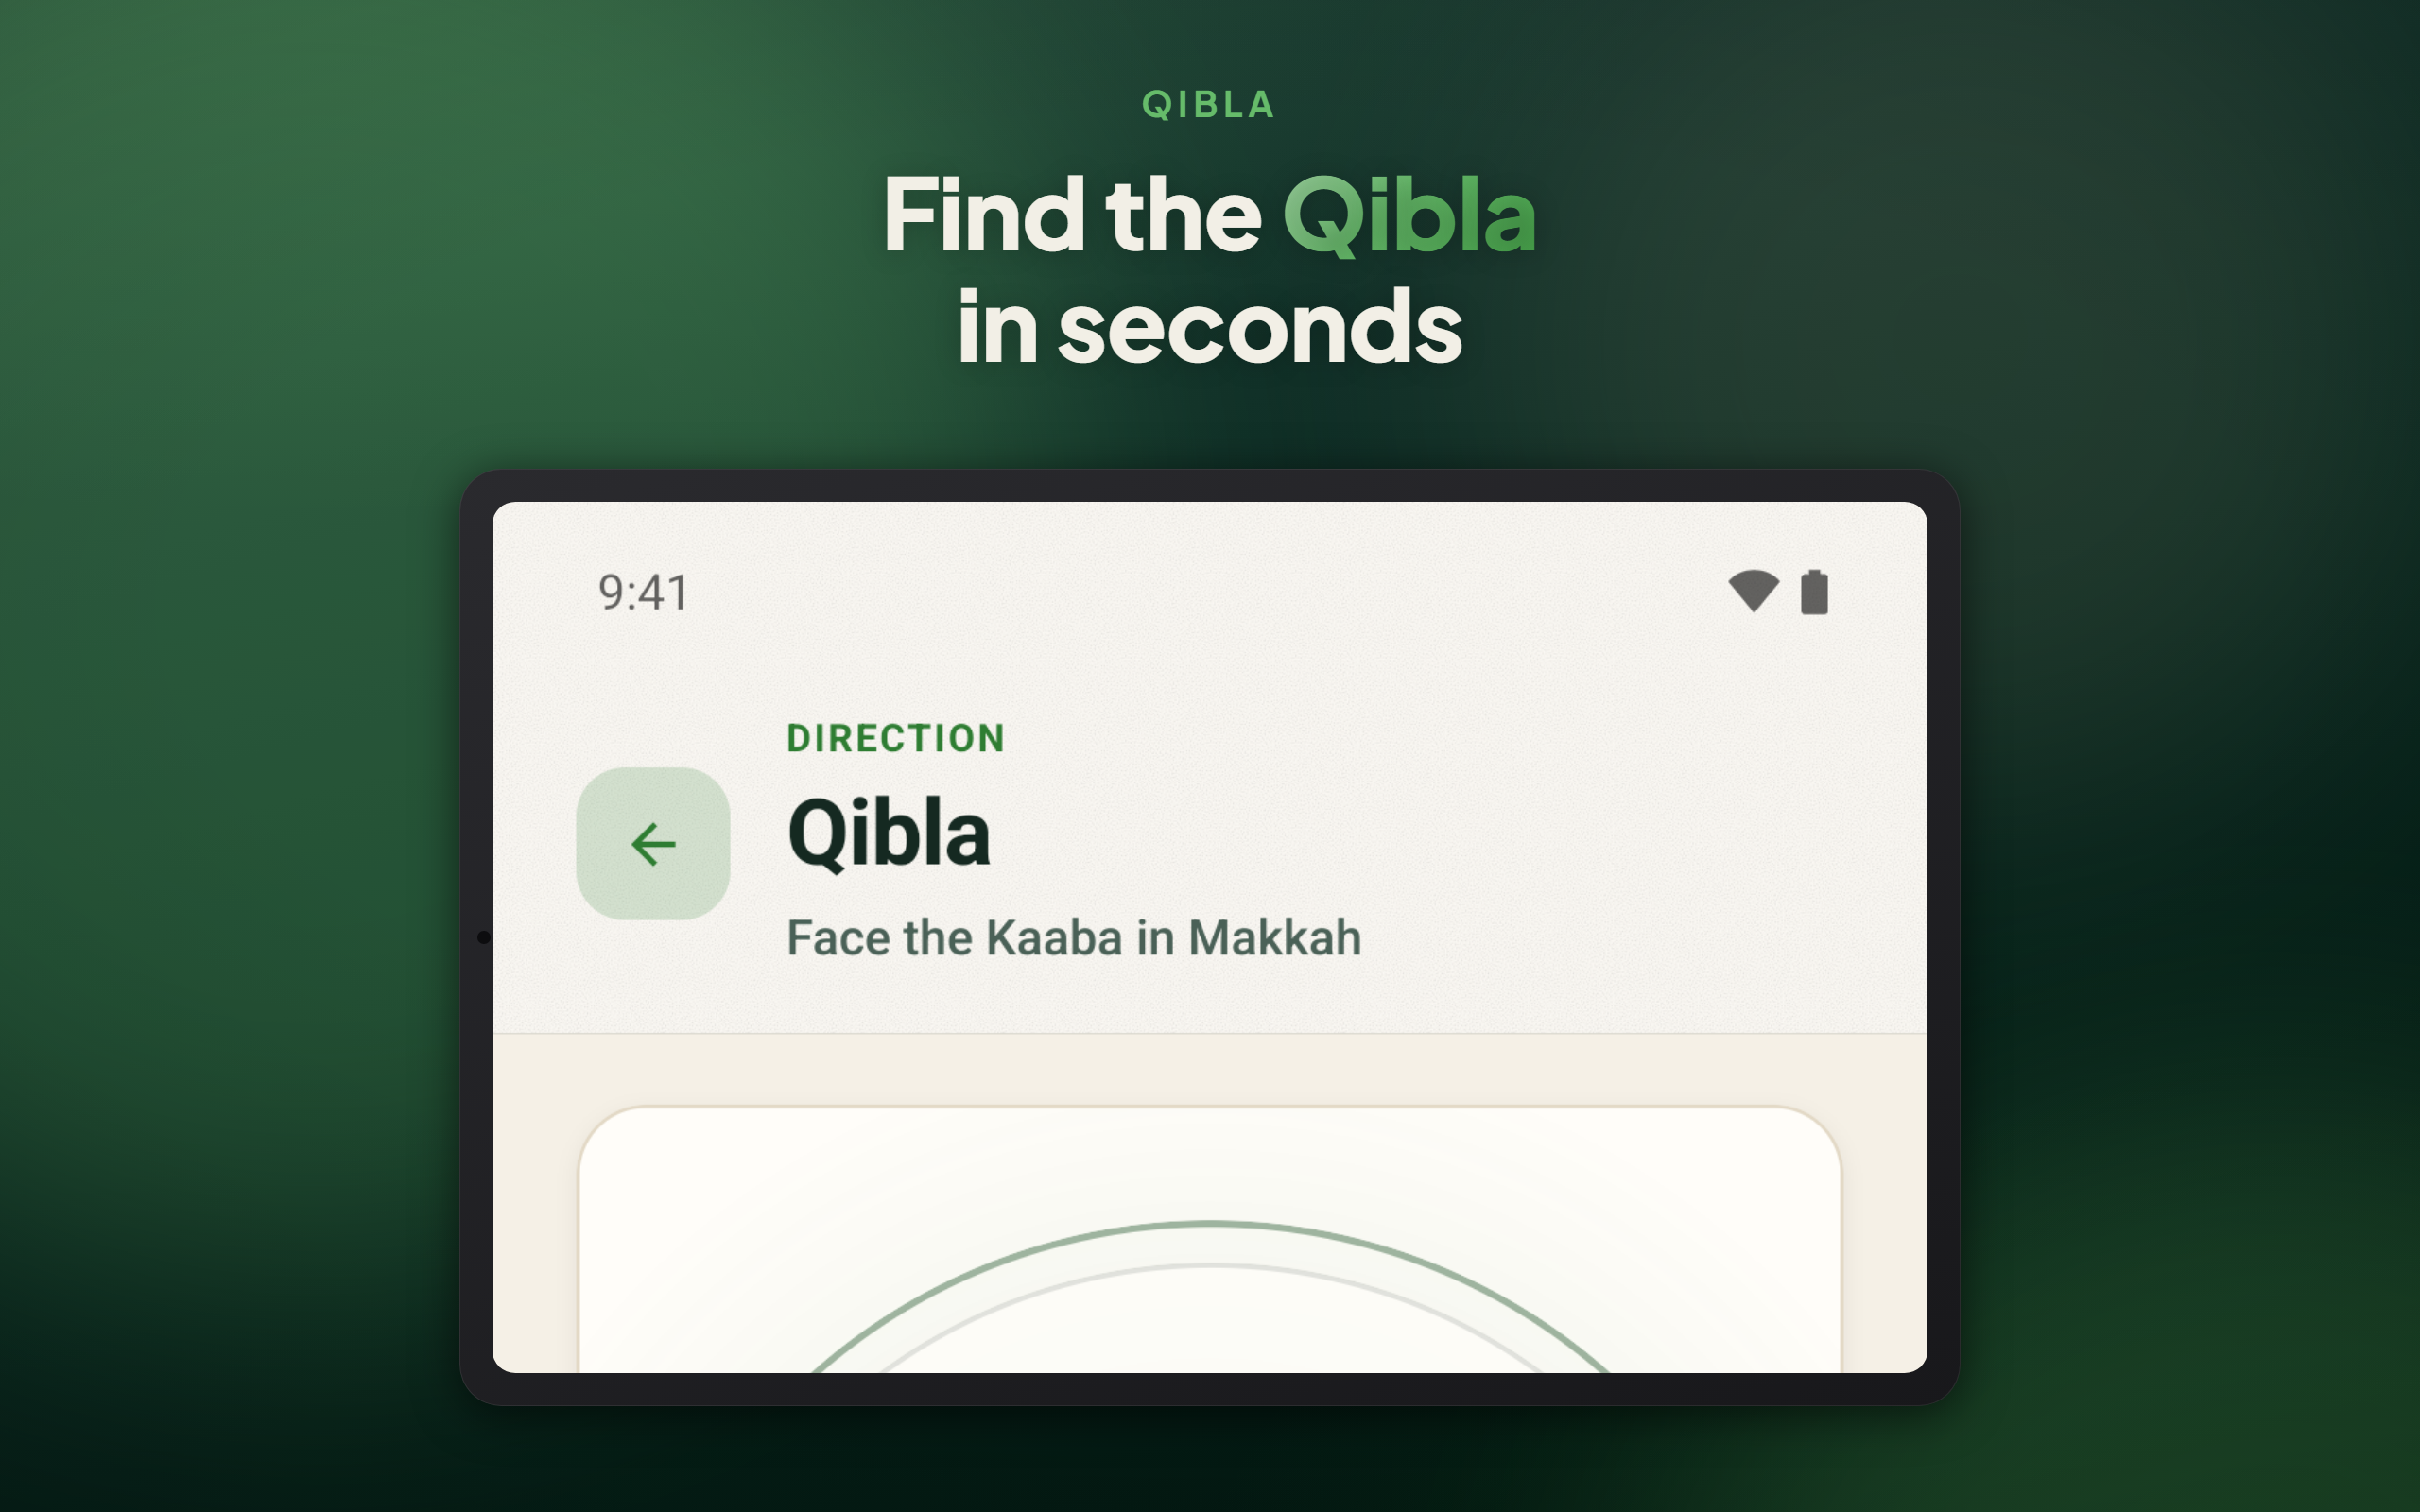 QIBLA
Find the Qibla
in seconds
9:41
DIRECTION
Qibla
Face the Kaaba in Makkah